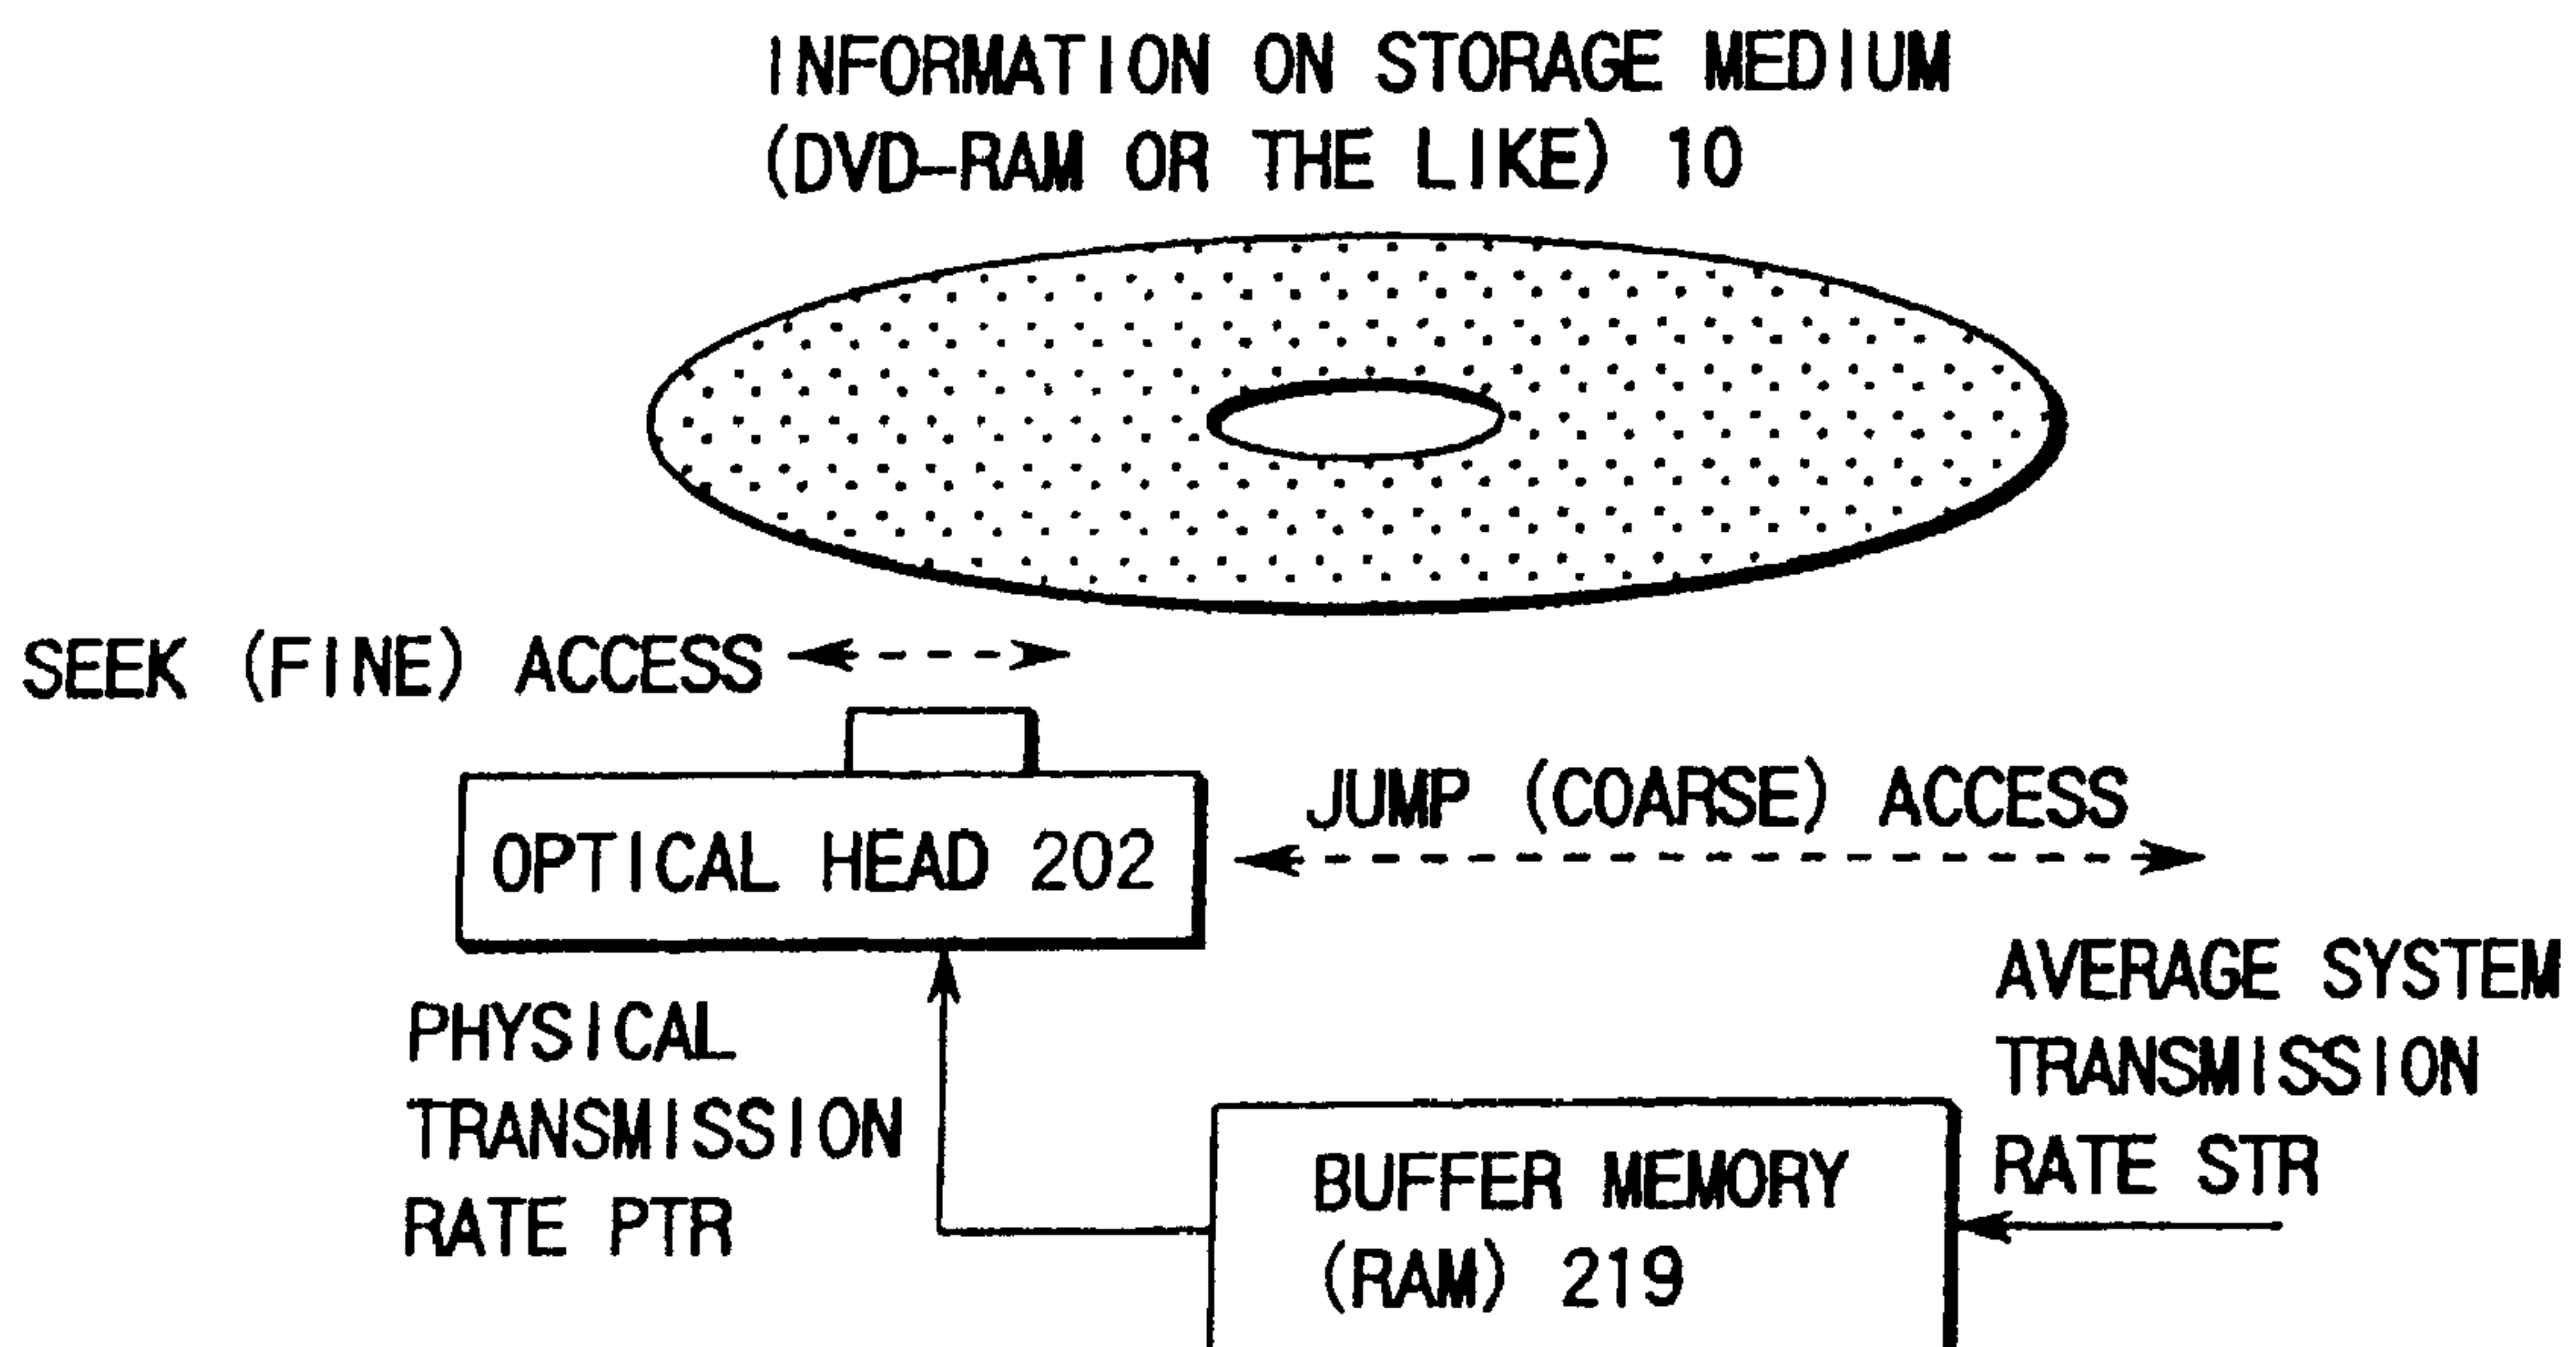 INFORMATION ON STORAGE MEDIUM
(DVD-RAM OR THE LIKE) 10
SEEK (FINE) ACCESS
JUMP (COARSE) ACCESS
OPTICAL HEAD 202
PHYSICAL
TRANSMISSION
RATE PTR
AVERAGE SYSTEM
TRANSMISSION
RATE STR
BUFFER MEMORY
(RAM) 219